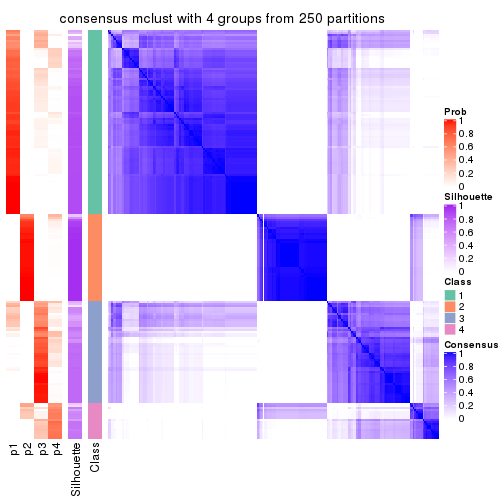 consensus mclust with 4 groups from 250 partitions
Prob
1
0.8
0.6
0.4
0.2
0
Silhouette
1
0.8
0.6
0.4
0.2
0
Class
1
2
3
4
Consensus
1
0.8
0.6
0.4
0.2
0
p1
p2
p3
p4
Silhouette
Class